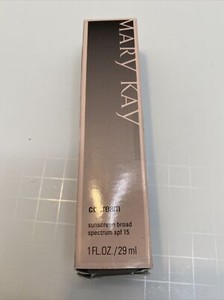 MARY KAY
cc cream
sunscreen broad
spectrum spf 15
1 FL.OZ./29 ml